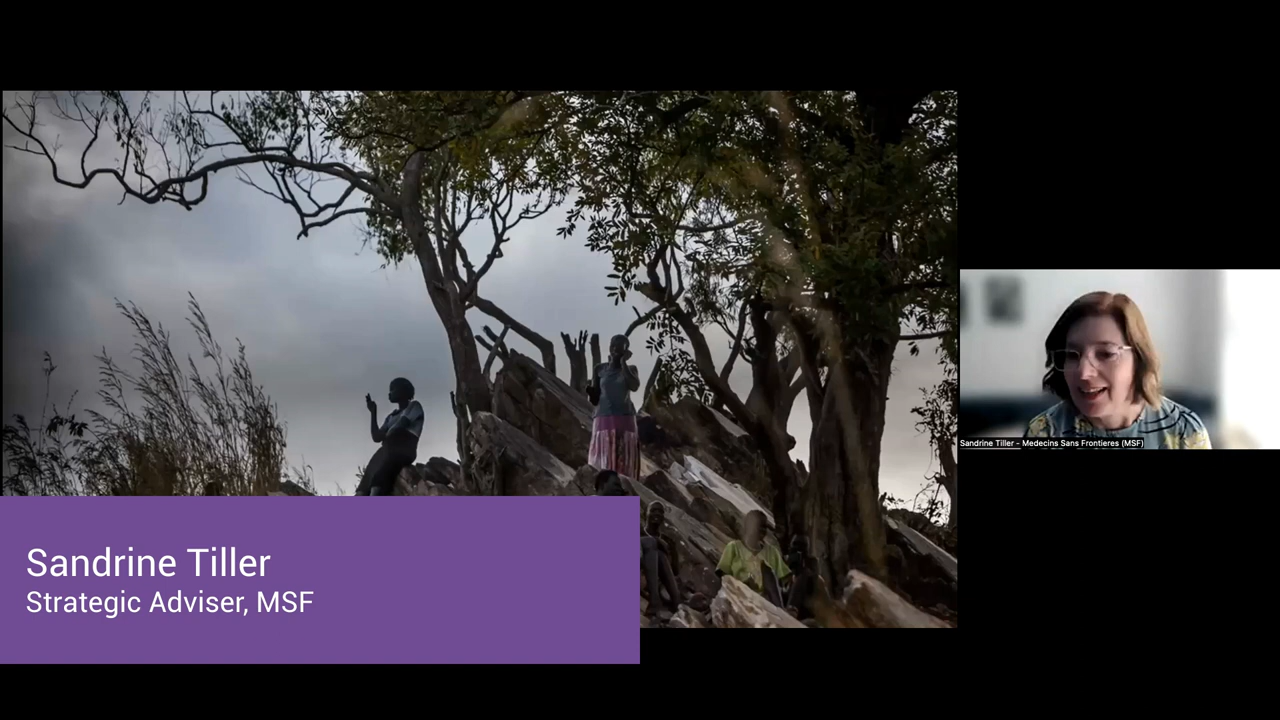 Sandrine Tiller
Strategic Adviser, MSF
Sandrine Tiller - Medecins Sans Frontieres (MSF)